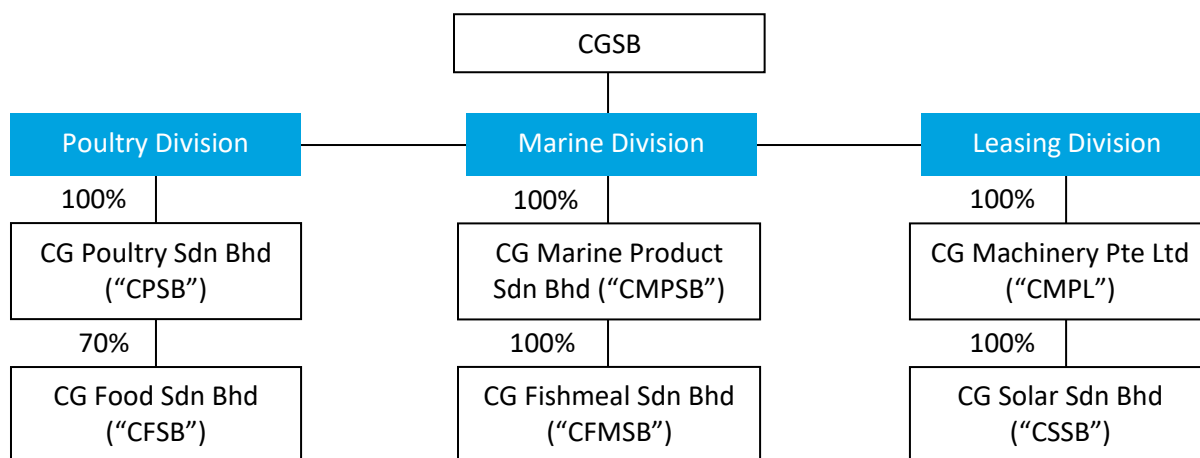 CGSB
Poultry Division
Marine Division
Leasing Division
100%
100%
100%
CG Poultry Sdn Bhd
(“CPSB”)
CG Marine Product
Sdn Bhd (“CMPSB”)
CG Machinery Pte Ltd
(“CMPL”)
70%
100%
100%
CG Food Sdn Bhd
(“CFSB”)
CG Fishmeal Sdn Bhd
(“CFMSB”)
CG Solar Sdn Bhd
(“CSSB”)